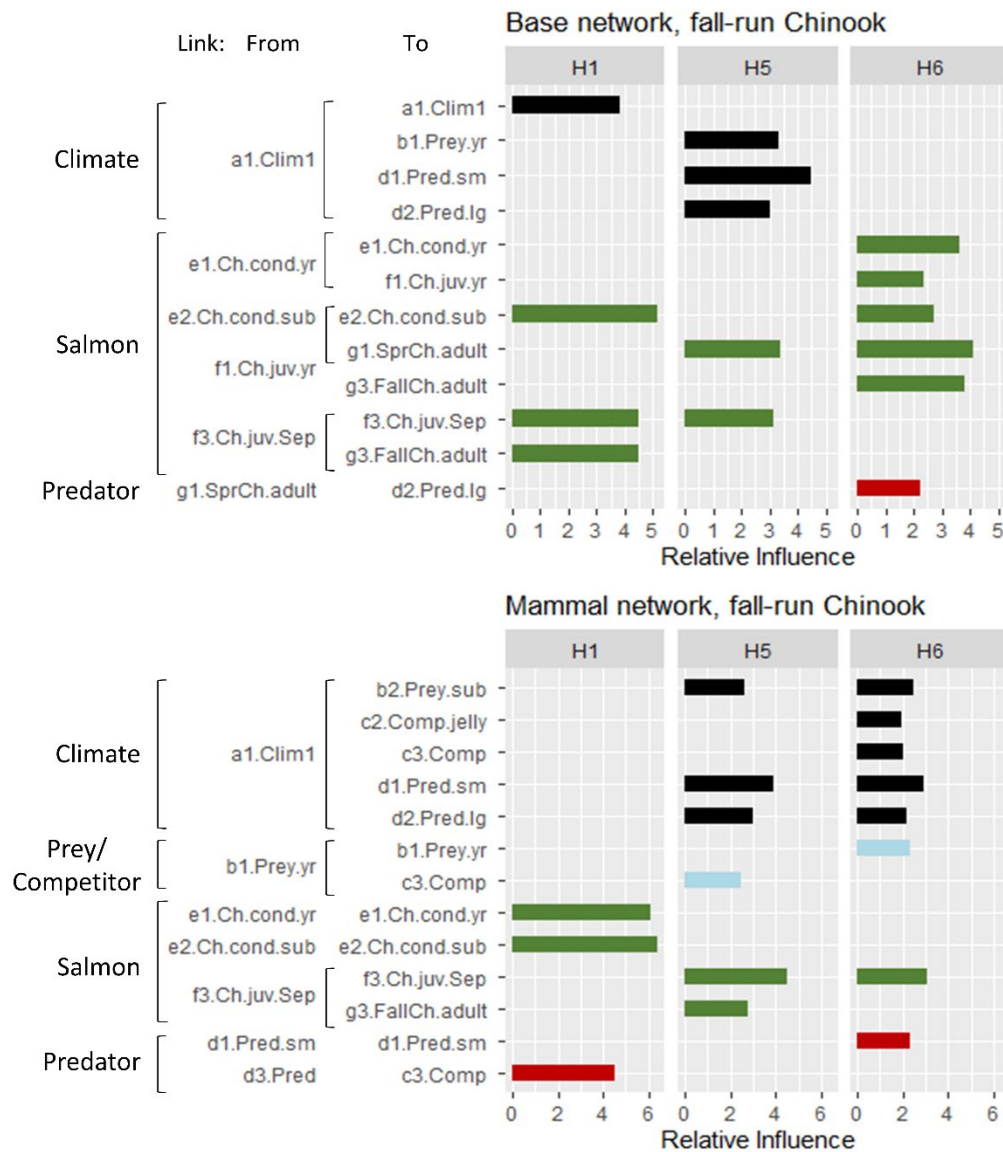 Base network, fall-run Chinook
Link: From To
H1 H5 H6
a1.Clim1
b1.Prey.yr
Climate a1.Clim1
d1.Pred.sm
d2.Pred.lg
e1.Ch.cond.yr
e1.Ch.cond.yr
f1.Ch.juv.yr
e2.Ch.cond.sub e2.Ch.cond.sub
Salmon
g1.SprCh.adult
f1.Ch.juv.yr
g3.FallCh.adult
f3.Ch.juv.Sep
f3.Ch.juv.Sep
g3.FallCh.adult
Predator g1.SprCh.adult d2.Pred.lg
0 1 2 3 4 5 0 1 2 3 4 5 0 1 2 3 4 5
Relative Influence
Mammal network, fall-run Chinook
H1 H5 H6
b2.Prey.sub
c2.Comp.jelly
Climate a1.Clim1 c3.Comp
d1.Pred.sm
d2.Pred.lg
Prey/
b1.Prey.yr
b1.Prey.yr
Competitor
c3.Comp
e1.Ch.cond.yr e1.Ch.cond.yr
e2.Ch.cond.sub e2.Ch.cond.sub
Salmon
f3.Ch.juv.Sep
f3.Ch.juv.Sep
g3.FallCh.adult
d1.Pred.sm d1.Pred.sm
Predator
d3.Pred c3.Comp
0 2 4 6 0 2 4 6 0 2 4 6
Relative Influence